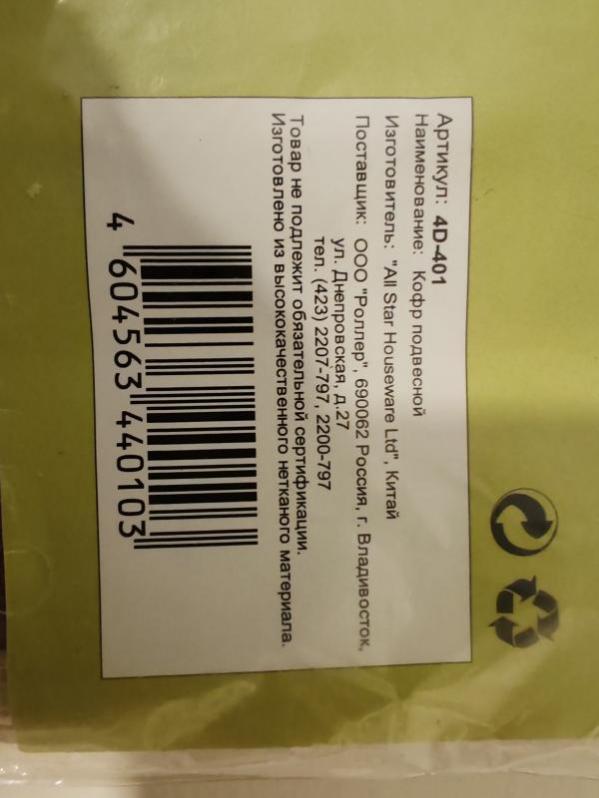 Артикул: 4D-401
Наименование: Кофр подвесной
Изготовитель: "All Star Houseware Ltd", Китай
Поставщик: ООО "Роллер", 690062 Россия, г. Владивосток,
ул. Днепровская, д.27
тел. (423) 2207-797, 2200-797
Товар не подлежит обязательной сертификации.
Изготовлено из высококачественного нетканого материала.
4 604563 440103